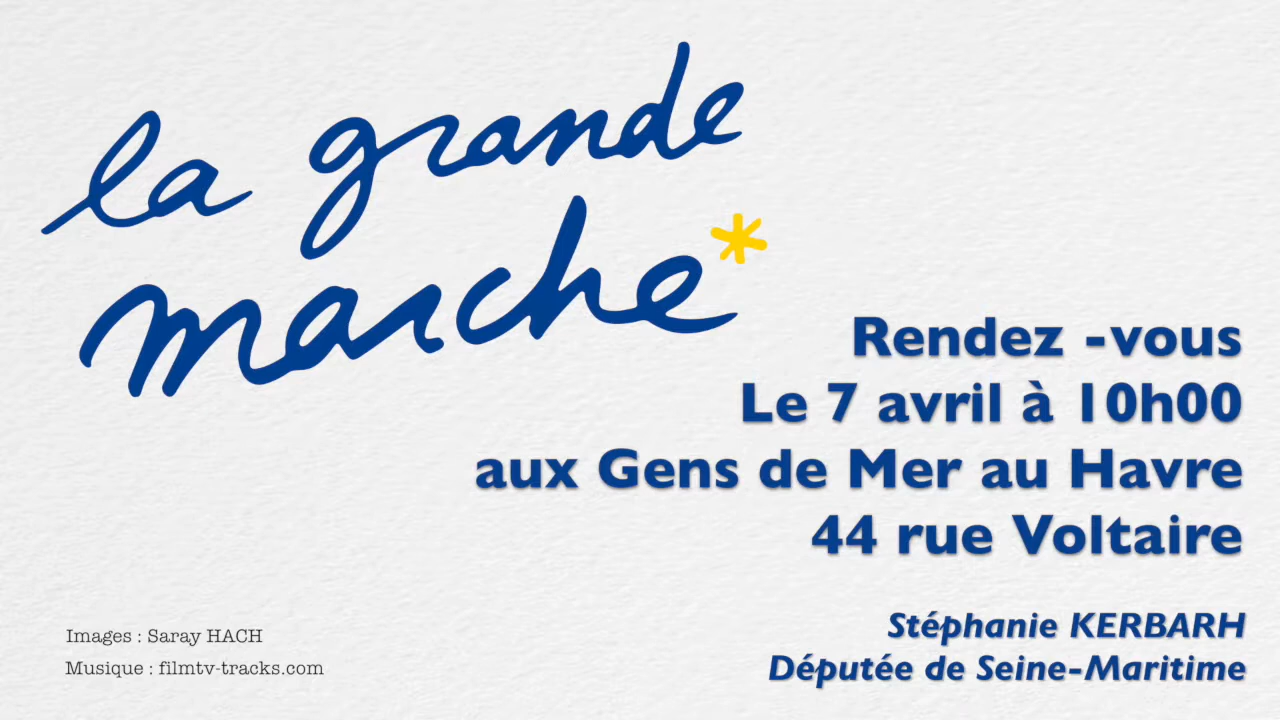 la grande
marche*
Rendez -vous
Le 7 avril à 10h00
aux Gens de Mer au Havre
44 rue Voltaire
Stéphanie KERBARH
Députée de Seine-Maritime
Images : Saray HACH
Musique : filmtv-tracks.com